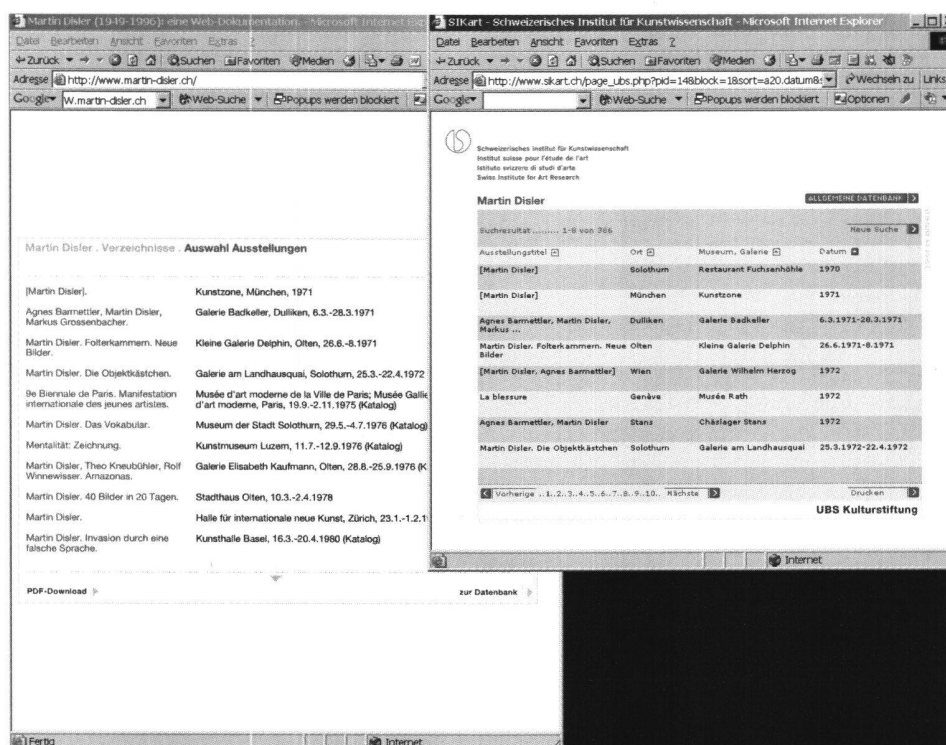 Martin Disler (1949-1996): eine Web-Dokumentation. - Microsoft Internet
Datei Bearbeiten Ansicht Favoriten Extras ?
Zurück Suchen Favoriten Medien
Adresse http://www.martin-disler.ch/
Google W.martin-disler.ch Web-Suche Popups werden blockiert
Martin Disler . Verzeichnisse . Auswahl Ausstellungen
[Martin Disler]. Kunstzone, München, 1971
Agnes Barmettler, Martin Disler, Galerie Badkeller, Dulliken, 6.3.-28.3.1971
Markus Grossenbacher.
Martin Disler. Folterkammern. Neue Kleine Galerie Delphin, Olten, 26.6.-8.1971
Bilder.
Martin Disler. Die Objektkästchen. Galerie am Landhausquai, Solothurn, 25.3.-22.4.1972
9e Biennale de Paris. Manifestation Musée d'art moderne de la Ville de Paris; Musée Gallie
internationale des jeunes artistes. d'art moderne, Paris, 19.9.-2.11.1975 (Katalog)
Martin Disler. Das Vokabular. Museum der Stadt Solothurn, 29.5.-4.7.1976 (Katalog)
Mentalität: Zeichnung. Kunstmuseum Luzern, 11.7.-12.9.1976 (Katalog)
Martin Disler, Theo Kneubühler, Rolf Galerie Elisabeth Kaufmann, Olten, 28.8.-25.9.1976 (K
Winnewisser. Amazonas.
Martin Disler. 40 Bilder in 20 Tagen. Stadthaus Olten, 10.3.-2.4.1978
Martin Disler. Halle für internationale neue Kunst, Zürich, 23.1.-1.2.1
Martin Disler. Invasion durch eine Kunsthalle Basel, 16.3.-20.4.1980 (Katalog)
falsche Sprache.
PDF-Download zur Datenbank
Fertig Internet
SIKart - Schweizerisches Institut für Kunstwissenschaft - Microsoft Internet Explorer
Datei Bearbeiten Ansicht Favoriten Extras ?
Zurück Suchen Favoriten Medien
Adresse http://www.sikart.ch/page_ubs.php?pid=14&block=1&sort=a20.datum&s Wechseln zu Links
Google Web-Suche Popups werden blockiert Optionen
Schweizerisches Institut für Kunstwissenschaft
Institut suisse pour l'étude de l'art
Istituto svizzero di studi d'arte
Swiss Institute for Art Research
Martin Disler ALLGEMEINE DATENBANK
Suchresultat ......... 1-8 von 366 Neue Suche
Ausstellungstitel Ort Museum, Galerie Datum
[Martin Disler] Solothurn Restaurant Fuchsenhöhle 1970
[Martin Disler] München Kunstzone 1971
Agnes Barmettler, Martin Disler, Dulliken Galerie Badkeller 6.3.1971-28.3.1971
Markus ...
Martin Disler. Folterkammern. Neue Olten Kleine Galerie Delphin 26.6.1971-8.1971
Bilder
[Martin Disler, Agnes Barmettler] Wien Galerie Wilhelm Herzog 1972
La blessure Genève Musée Rath 1972
Agnes Barmettler, Martin Disler Stans Chäslager Stans 1972
Martin Disler. Die Objektkästchen Solothurn Galerie am Landhausquai 25.3.1972-22.4.1972
Vorherige ..1..2..3..4..5..6..7..8..9..10.. Nächste Drucken
UBS Kulturstiftung
Internet